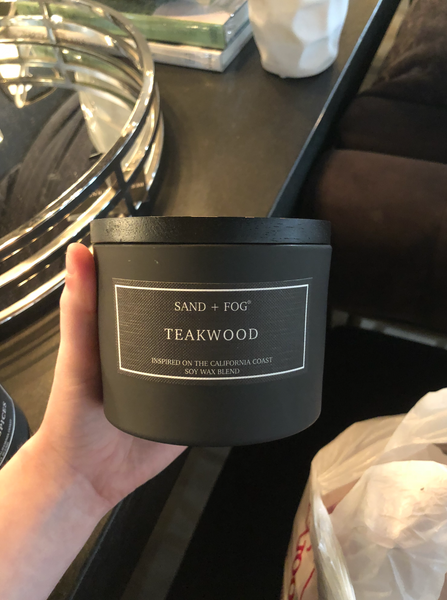 SAND + FOG®
TEAKWOOD
INSPIRED ON THE CALIFORNIA COAST
SOY WAX BLEND